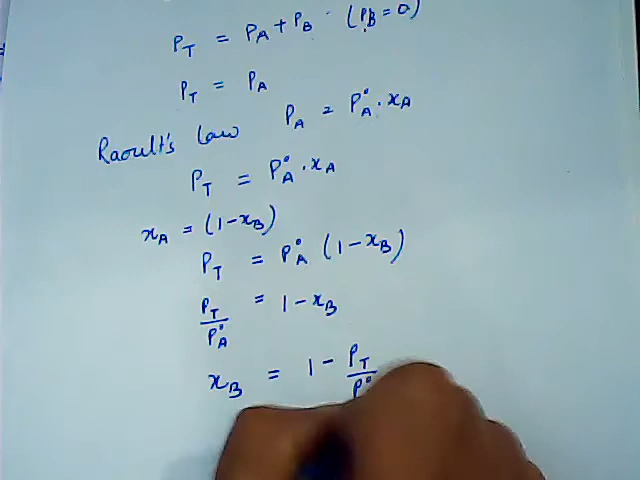 P_T = P_A + P_B · (P_B = 0)
P_T = P_A
Raoult's Law P_A = P°_A · x_A
P_T = P°_A · x_A
x_A = (1 - x_B)
P_T = P°_A (1 - x_B)
P_T / P°_A = 1 - x_B
x_B = 1 - P_T / P°